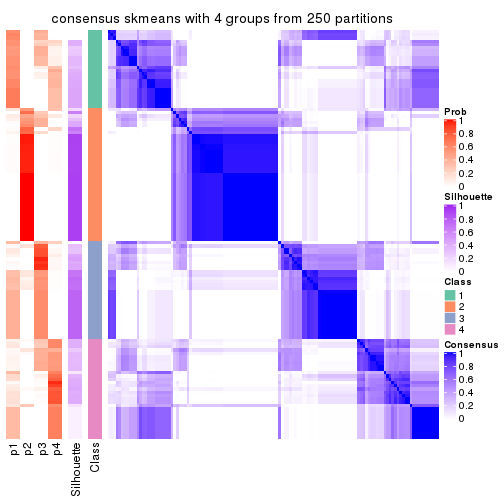 consensus skmeans with 4 groups from 250 partitions
Prob
1
0.8
0.6
0.4
0.2
0
Silhouette
1
0.8
0.6
0.4
0.2
0
Class
1
2
3
4
Consensus
1
0.8
0.6
0.4
0.2
0
p1
p2
p3
p4
Silhouette
Class